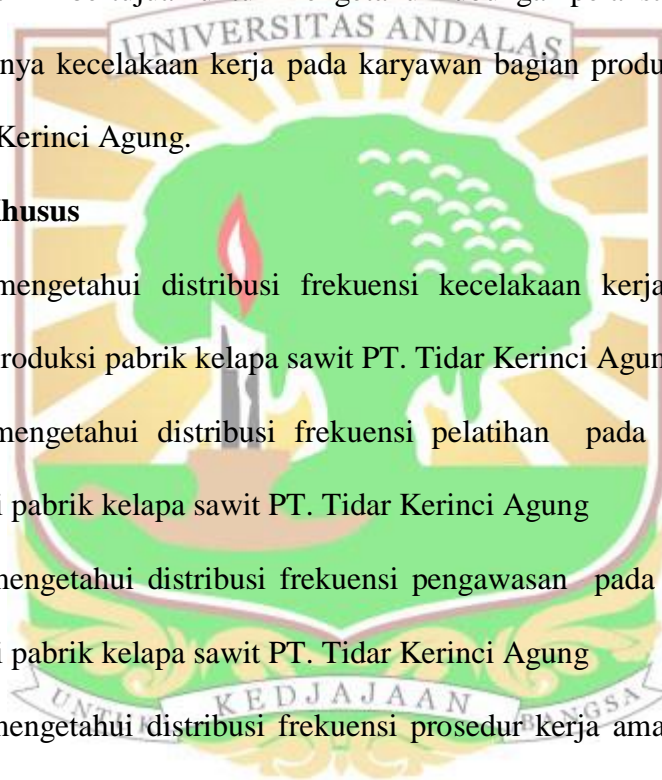 UNIVERSITAS ANDALAS
nya kecelakaan kerja pada karyawan bagian produ
Kerinci Agung.
husus
mengetahui distribusi frekuensi kecelakaan kerja
roduksi pabrik kelapa sawit PT. Tidar Kerinci Agun
mengetahui distribusi frekuensi pelatihan pada
i pabrik kelapa sawit PT. Tidar Kerinci Agung
mengetahui distribusi frekuensi pengawasan pada
i pabrik kelapa sawit PT. Tidar Kerinci Agung
UNTUK KEDJAJAAN BANGSA
mengetahui distribusi frekuensi prosedur kerja ama